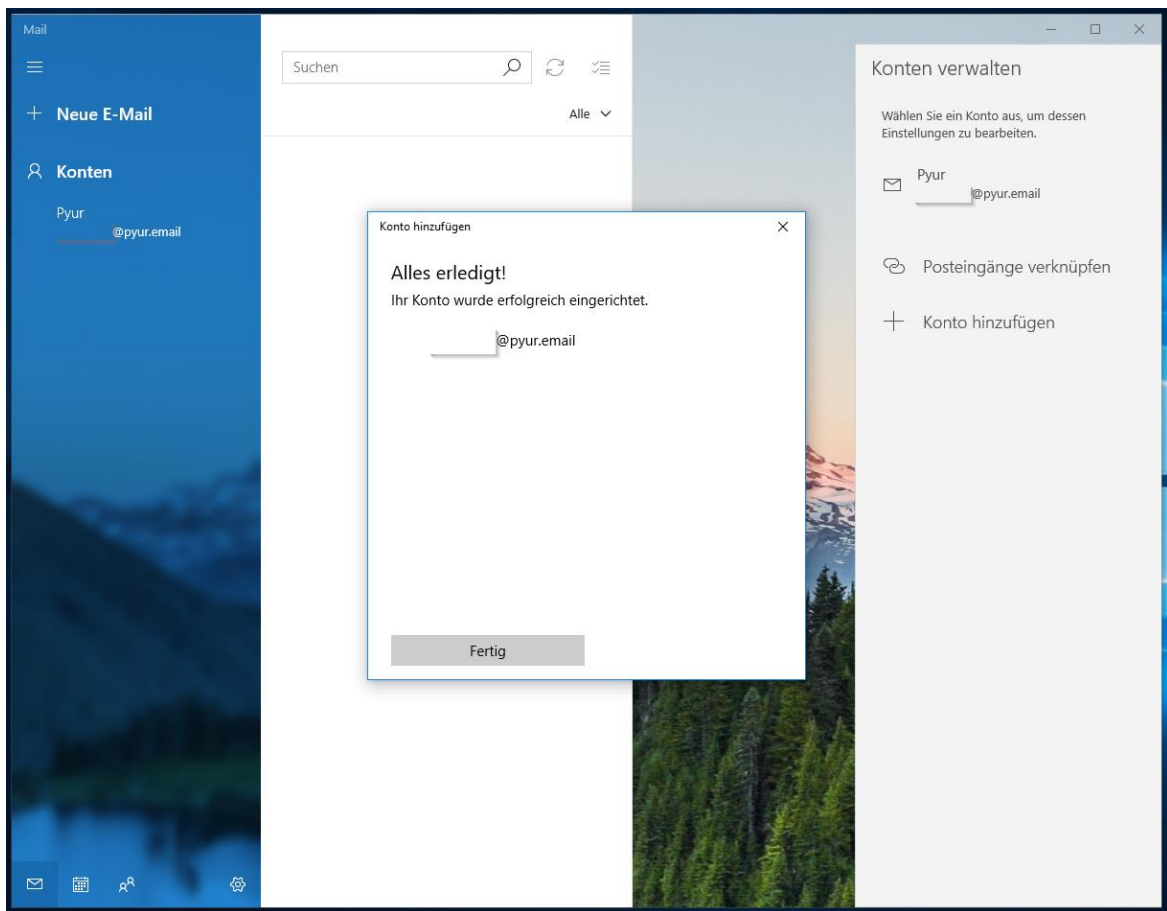 Mail
Neue E-Mail
Konten
Pyur
@pyur.email
Suchen
Alle
Konto hinzufügen
Alles erledigt!
Ihr Konto wurde erfolgreich eingerichtet.
@pyur.email
Fertig
Konten verwalten
Wählen Sie ein Konto aus, um dessen
Einstellungen zu bearbeiten.
Pyur
@pyur.email
Posteingänge verknüpfen
Konto hinzufügen